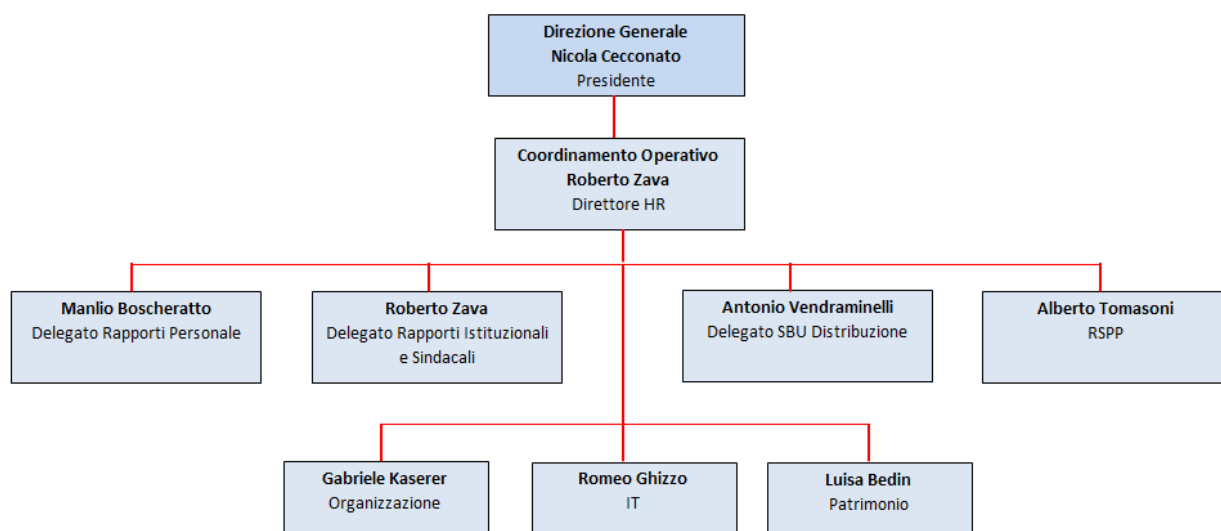 Direzione Generale
Nicola Cecconato
Presidente
Coordinamento Operativo
Roberto Zava
Direttore HR
Manlio Boscheratto
Delegato Rapporti Personale
Roberto Zava
Delegato Rapporti Istituzionali
e Sindacali
Antonio Vendraminelli
Delegato SBU Distribuzione
Alberto Tomasoni
RSPP
Gabriele Kaserer
Organizzazione
Romeo Ghizzo
IT
Luisa Bedin
Patrimonio